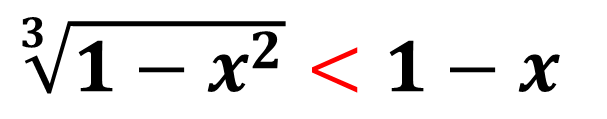 ∛(1 − x²) < 1 − x